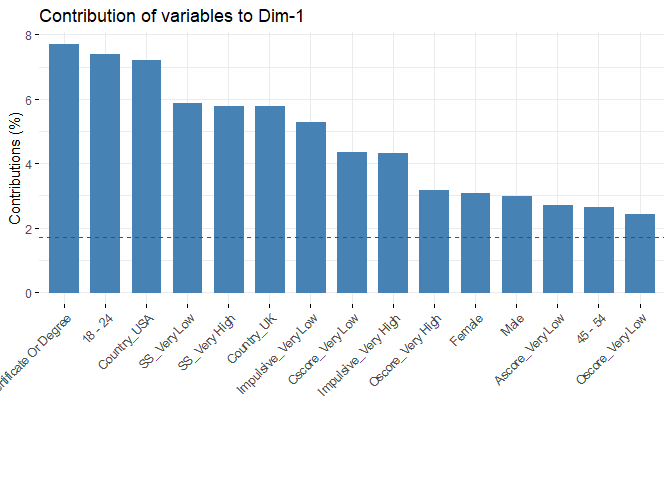 Contribution of variables to Dim-1
Contributions (%)
8
6
4
2
0
Or Degree
18 - 24
Country_USA
SS_Very Low
SS_Very High
Country_UK
Impulsive_Very Low
Cscore_Very Low
Impulsive_Very High
Oscore_Very High
Female
Male
Ascore_Very Low
45 - 54
Oscore_Very Low